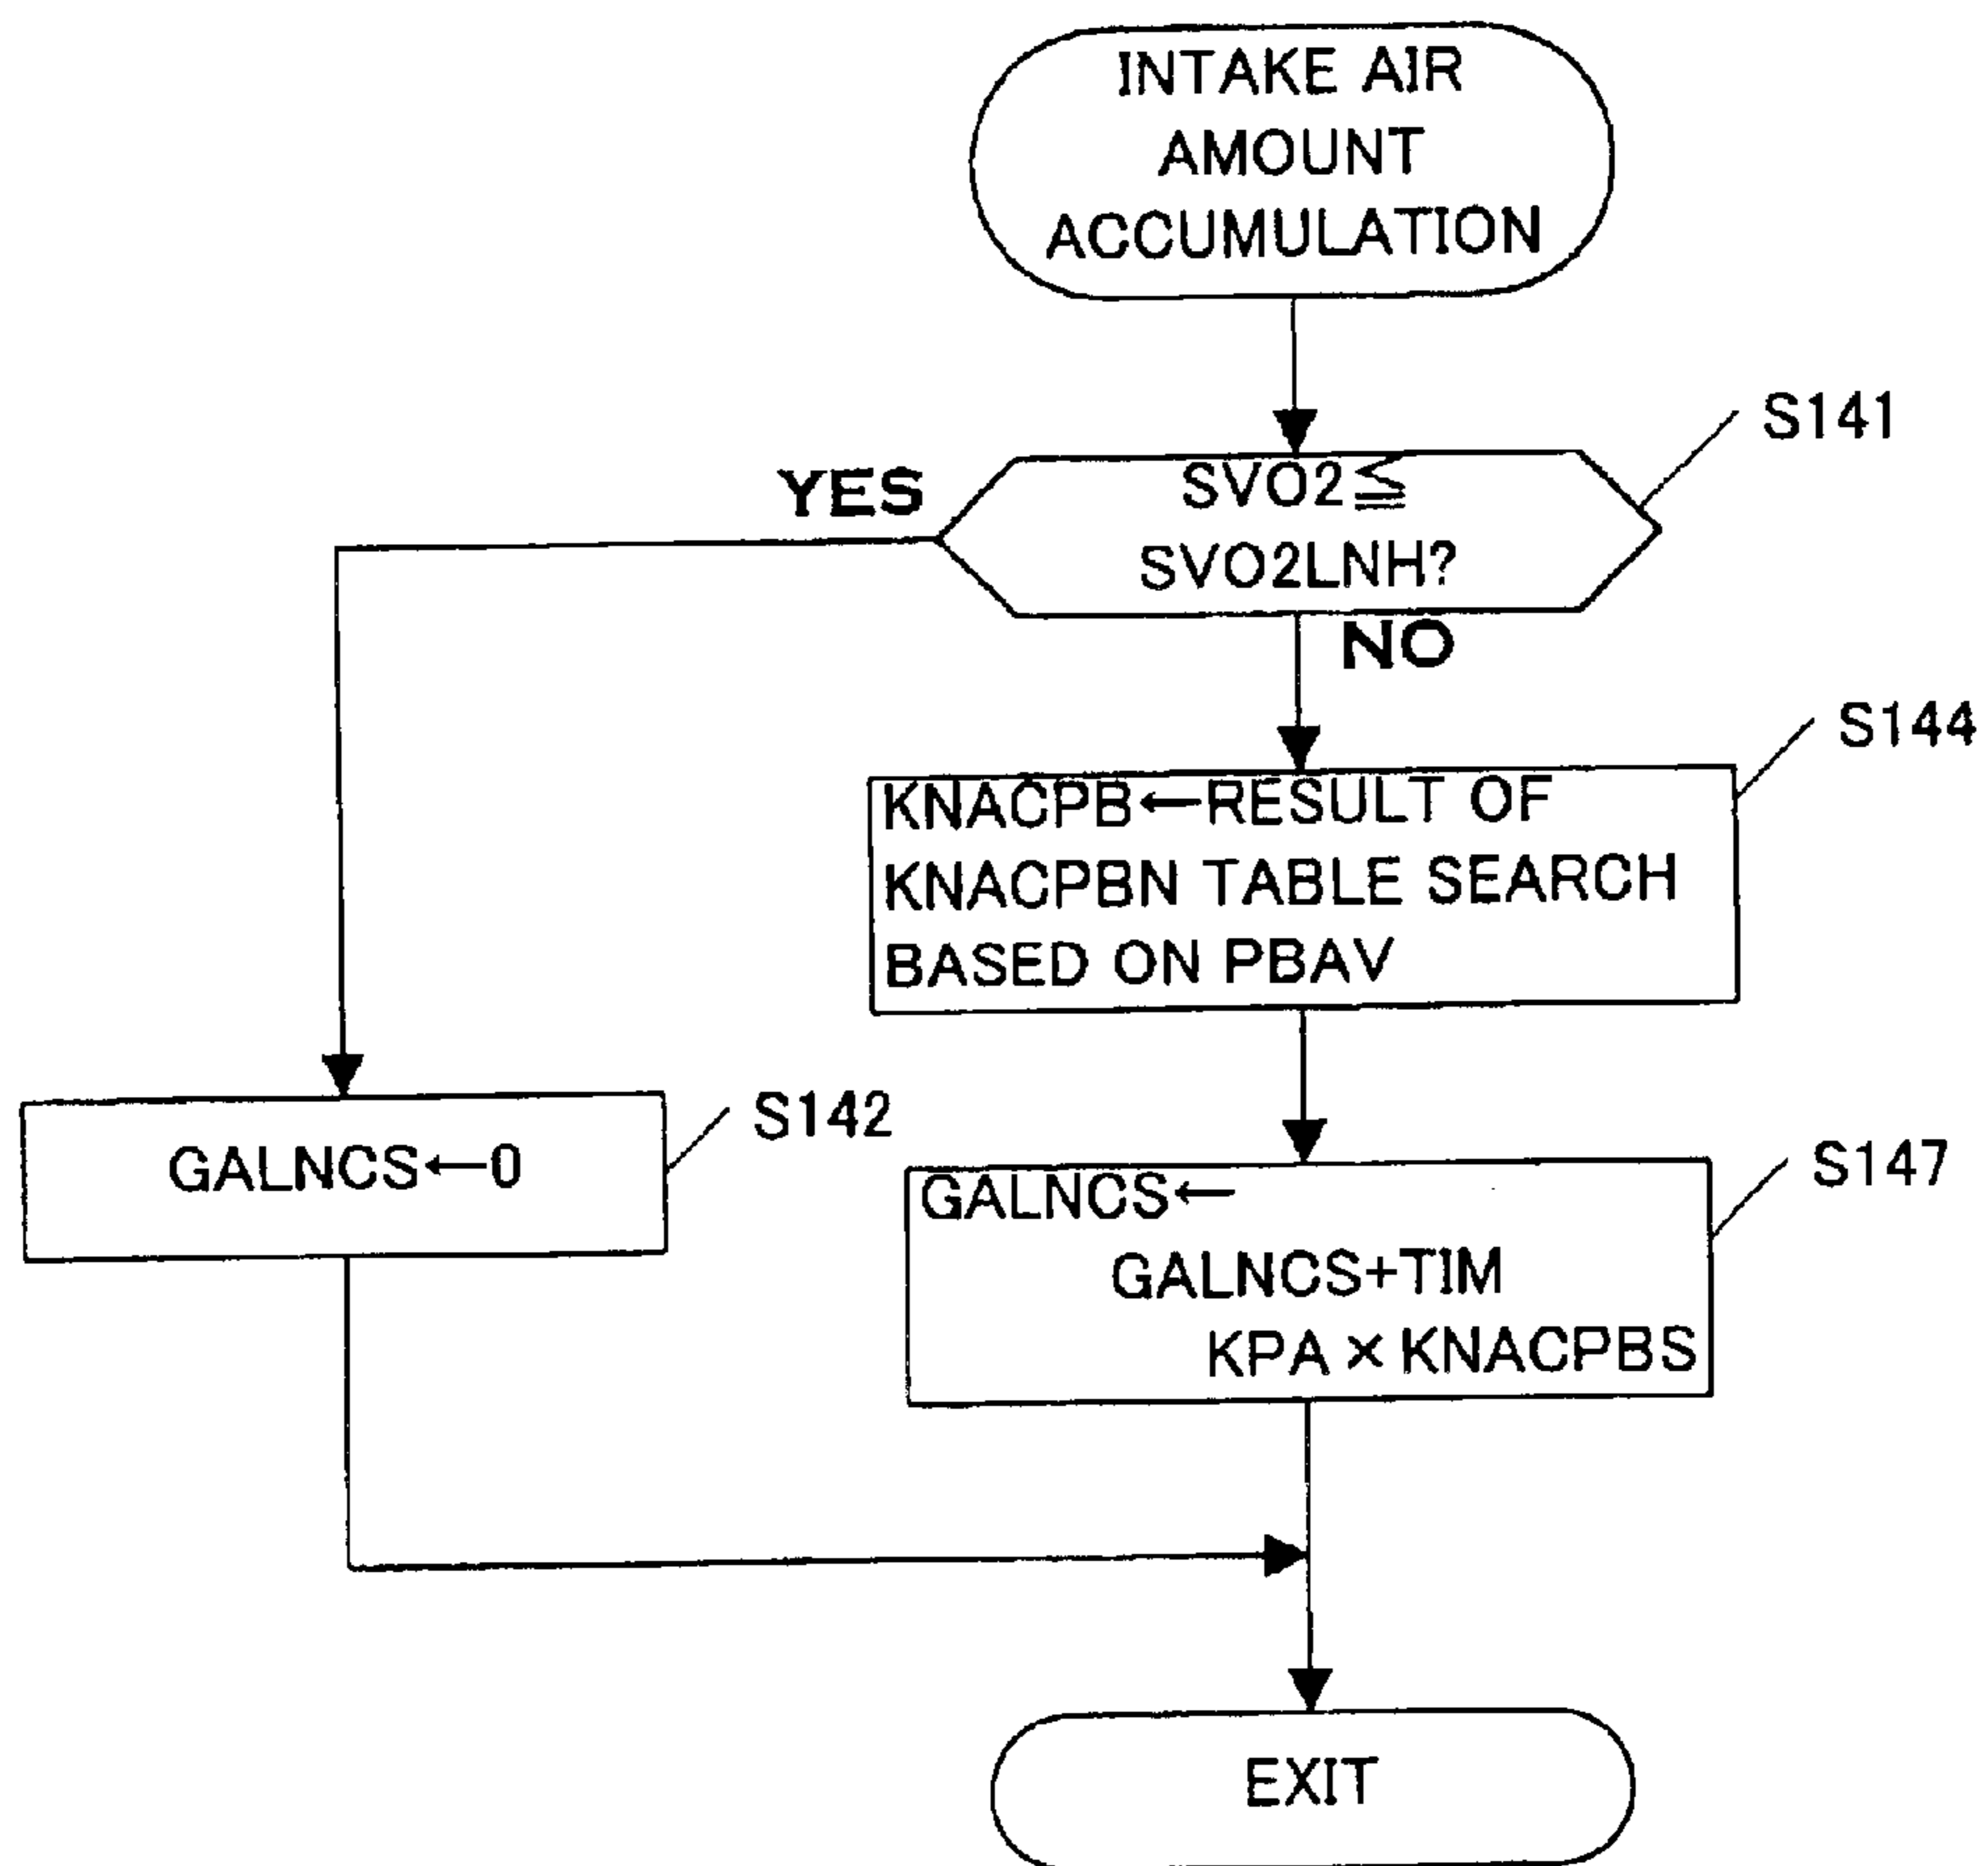 INTAKE AIR
AMOUNT
ACCUMULATION
S141
SVO2≦
SVO2LNH?
YES
NO
S144
KNACPB←RESULT OF
KNACPBN TABLE SEARCH
BASED ON PBAV
S142
GALNCS←0
S147
GALNCS←
GALNCS+TIM
KPA×KNACPBS
EXIT